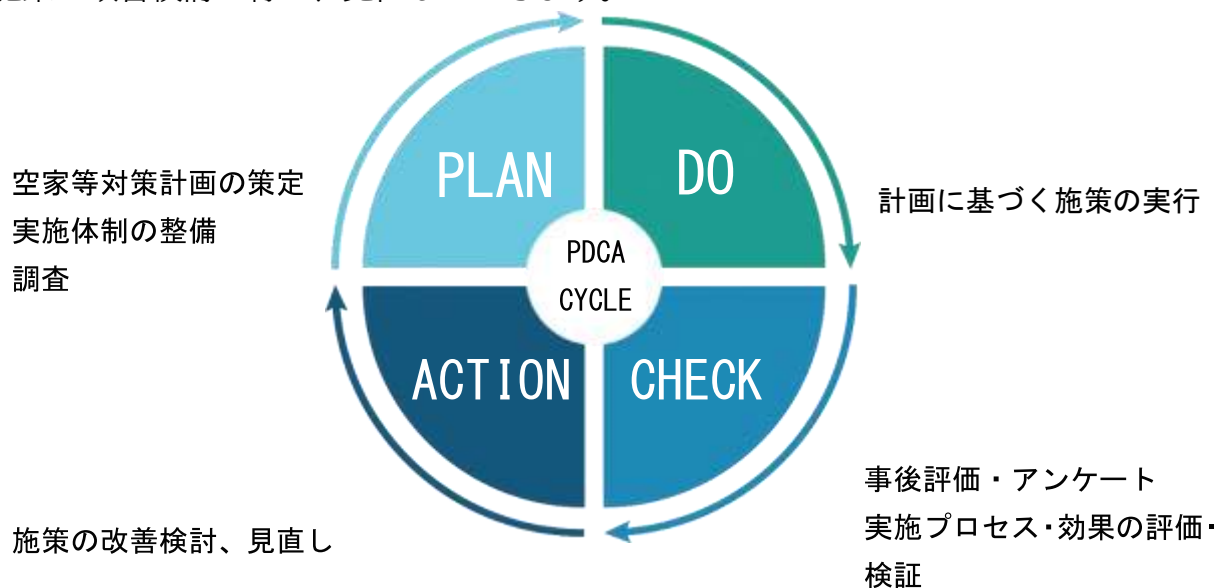 PLAN
DO
空家等対策計画の策定
実施体制の整備
調査
計画に基づく施策の実行
PDCA
CYCLE
ACTION
CHECK
施策の改善検討、見直し
事後評価・アンケート
実施プロセス・効果の評価・
検証